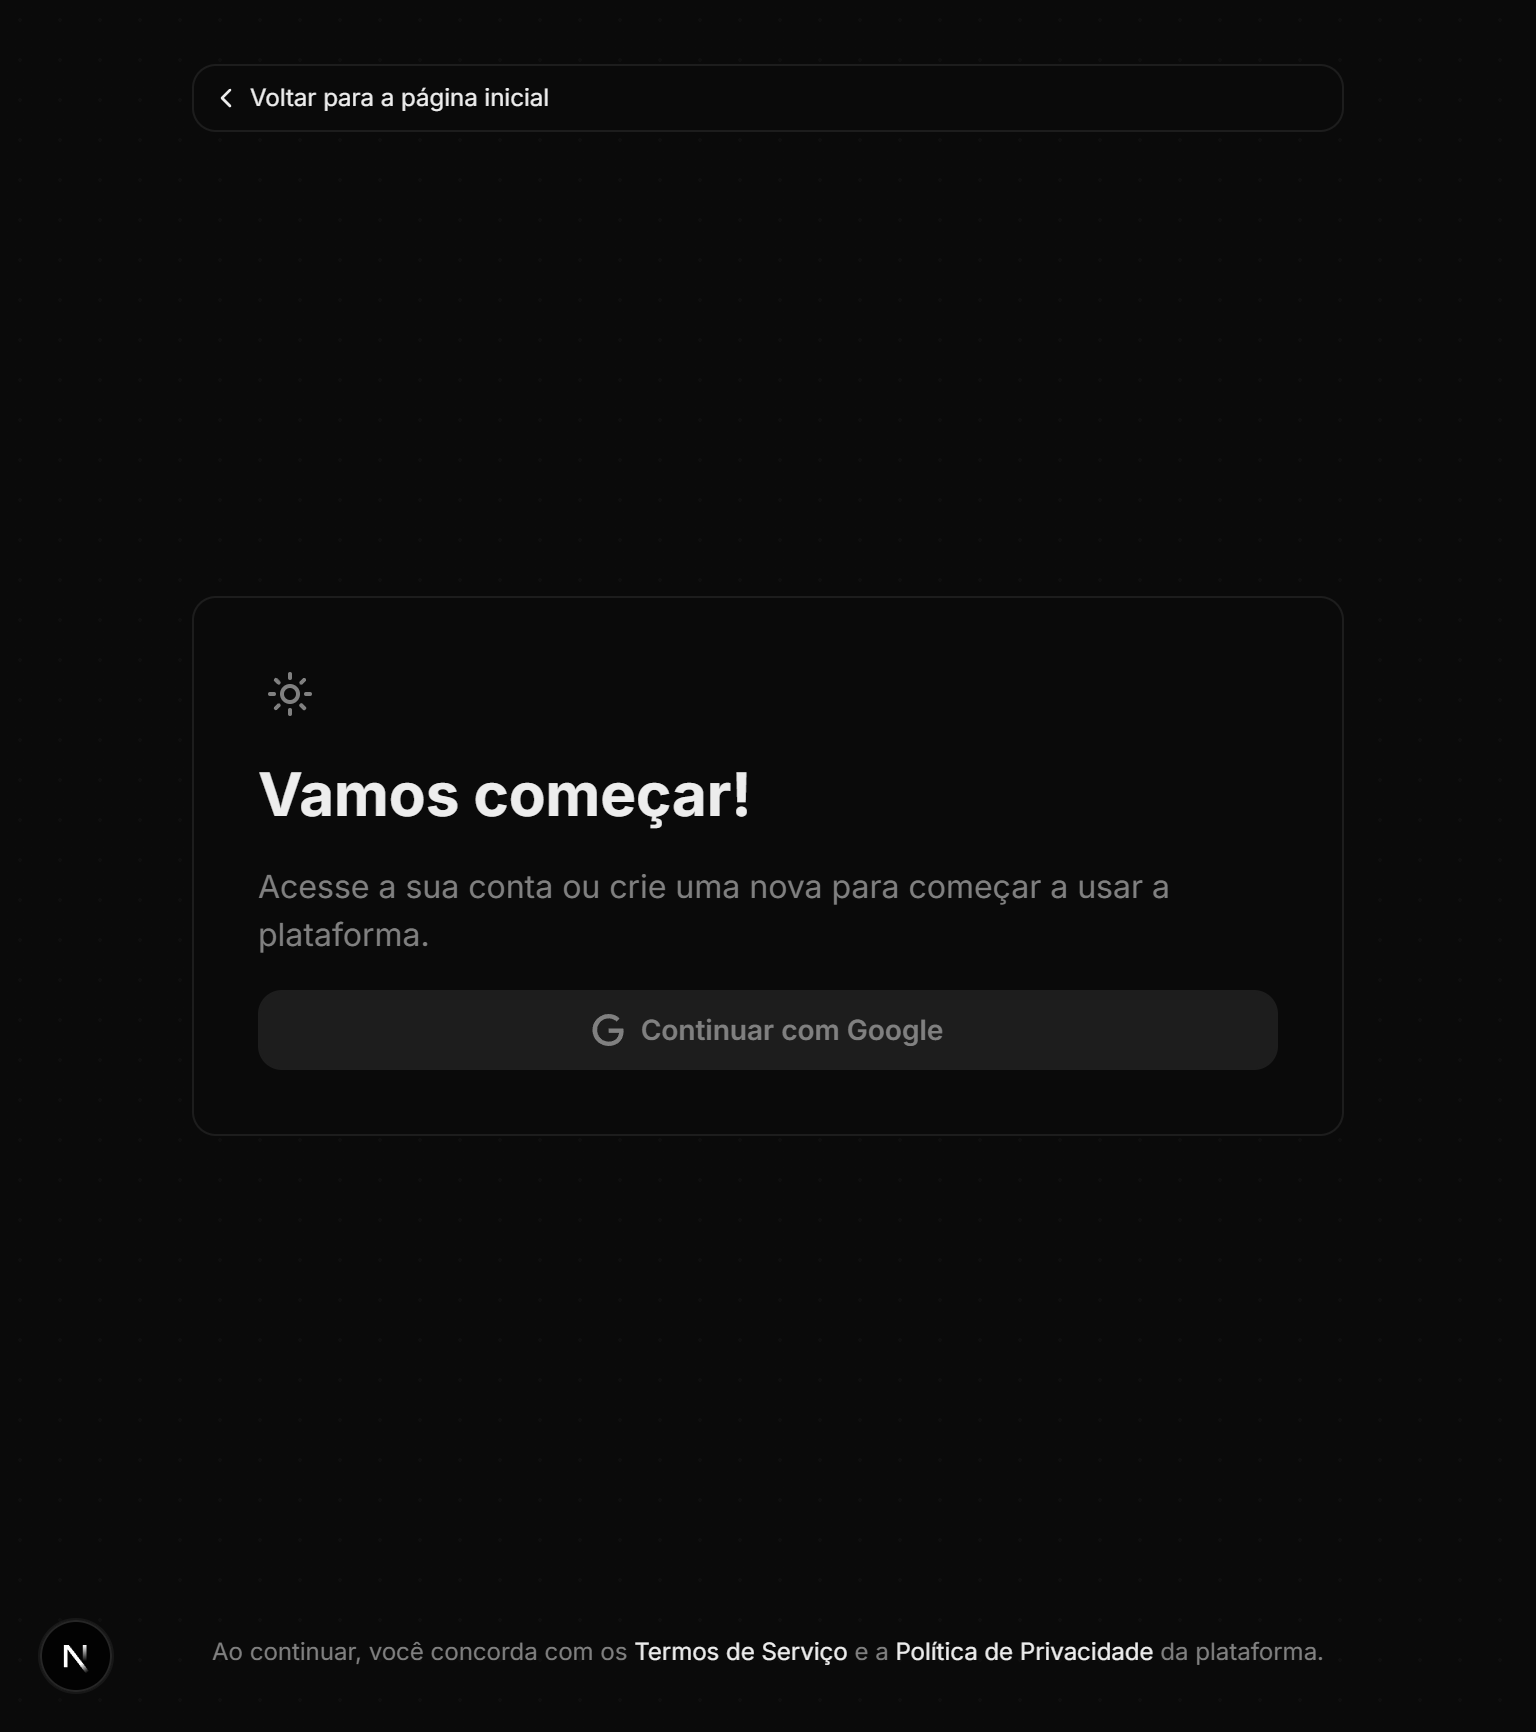 Voltar para a página inicial
Vamos começar!
Acesse a sua conta ou crie uma nova para começar a usar a
plataforma.
Continuar com Google
Ao continuar, você concorda com os Termos de Serviço e a Política de Privacidade da plataforma.
N